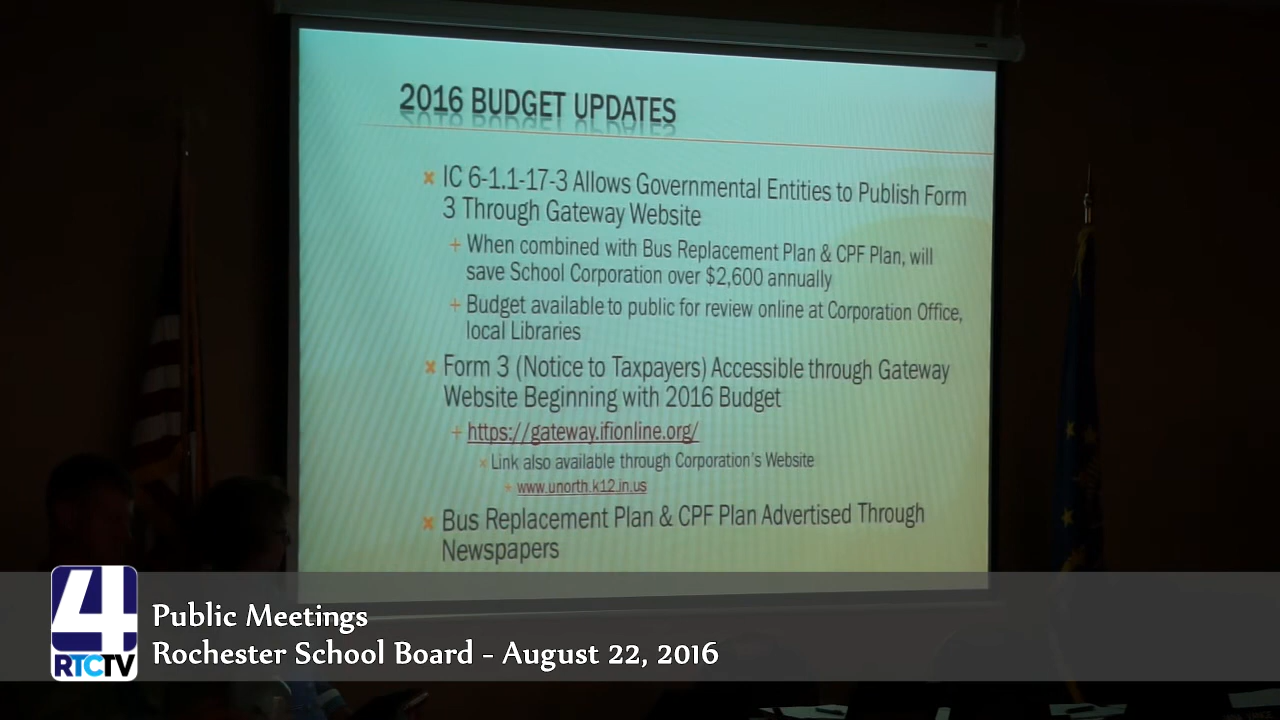 2016 BUDGET UPDATES
IC 6-1.1-17-3 Allows Governmental Entities to Publish Form
3 Through Gateway Website
When combined with Bus Replacement Plan & CPF Plan, will
save School Corporation over $2,600 annually
Budget available to public for review online at Corporation Office,
local Libraries
Form 3 (Notice to Taxpayers) Accessible through Gateway
Website Beginning with 2016 Budget
https://gateway.ifionline.org/
Link also available through Corporation's Website
www.unorth.k12.in.us
Bus Replacement Plan & CPF Plan Advertised Through
Newspapers
4
RTCTV
Public Meetings
Rochester School Board - August 22, 2016